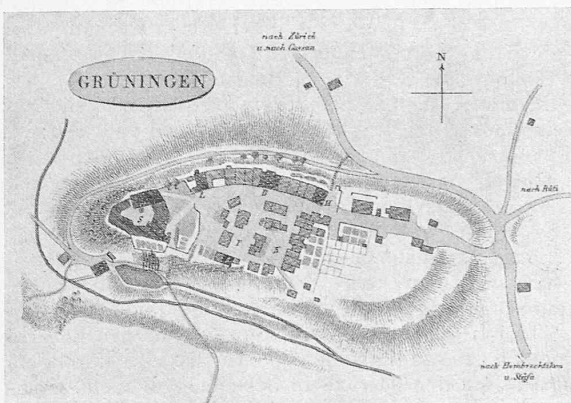 nach Zürich
u. nach Gossau
GRÜNINGEN
N
nach Rüti
nach Hombrechtikon
u. Stäfa